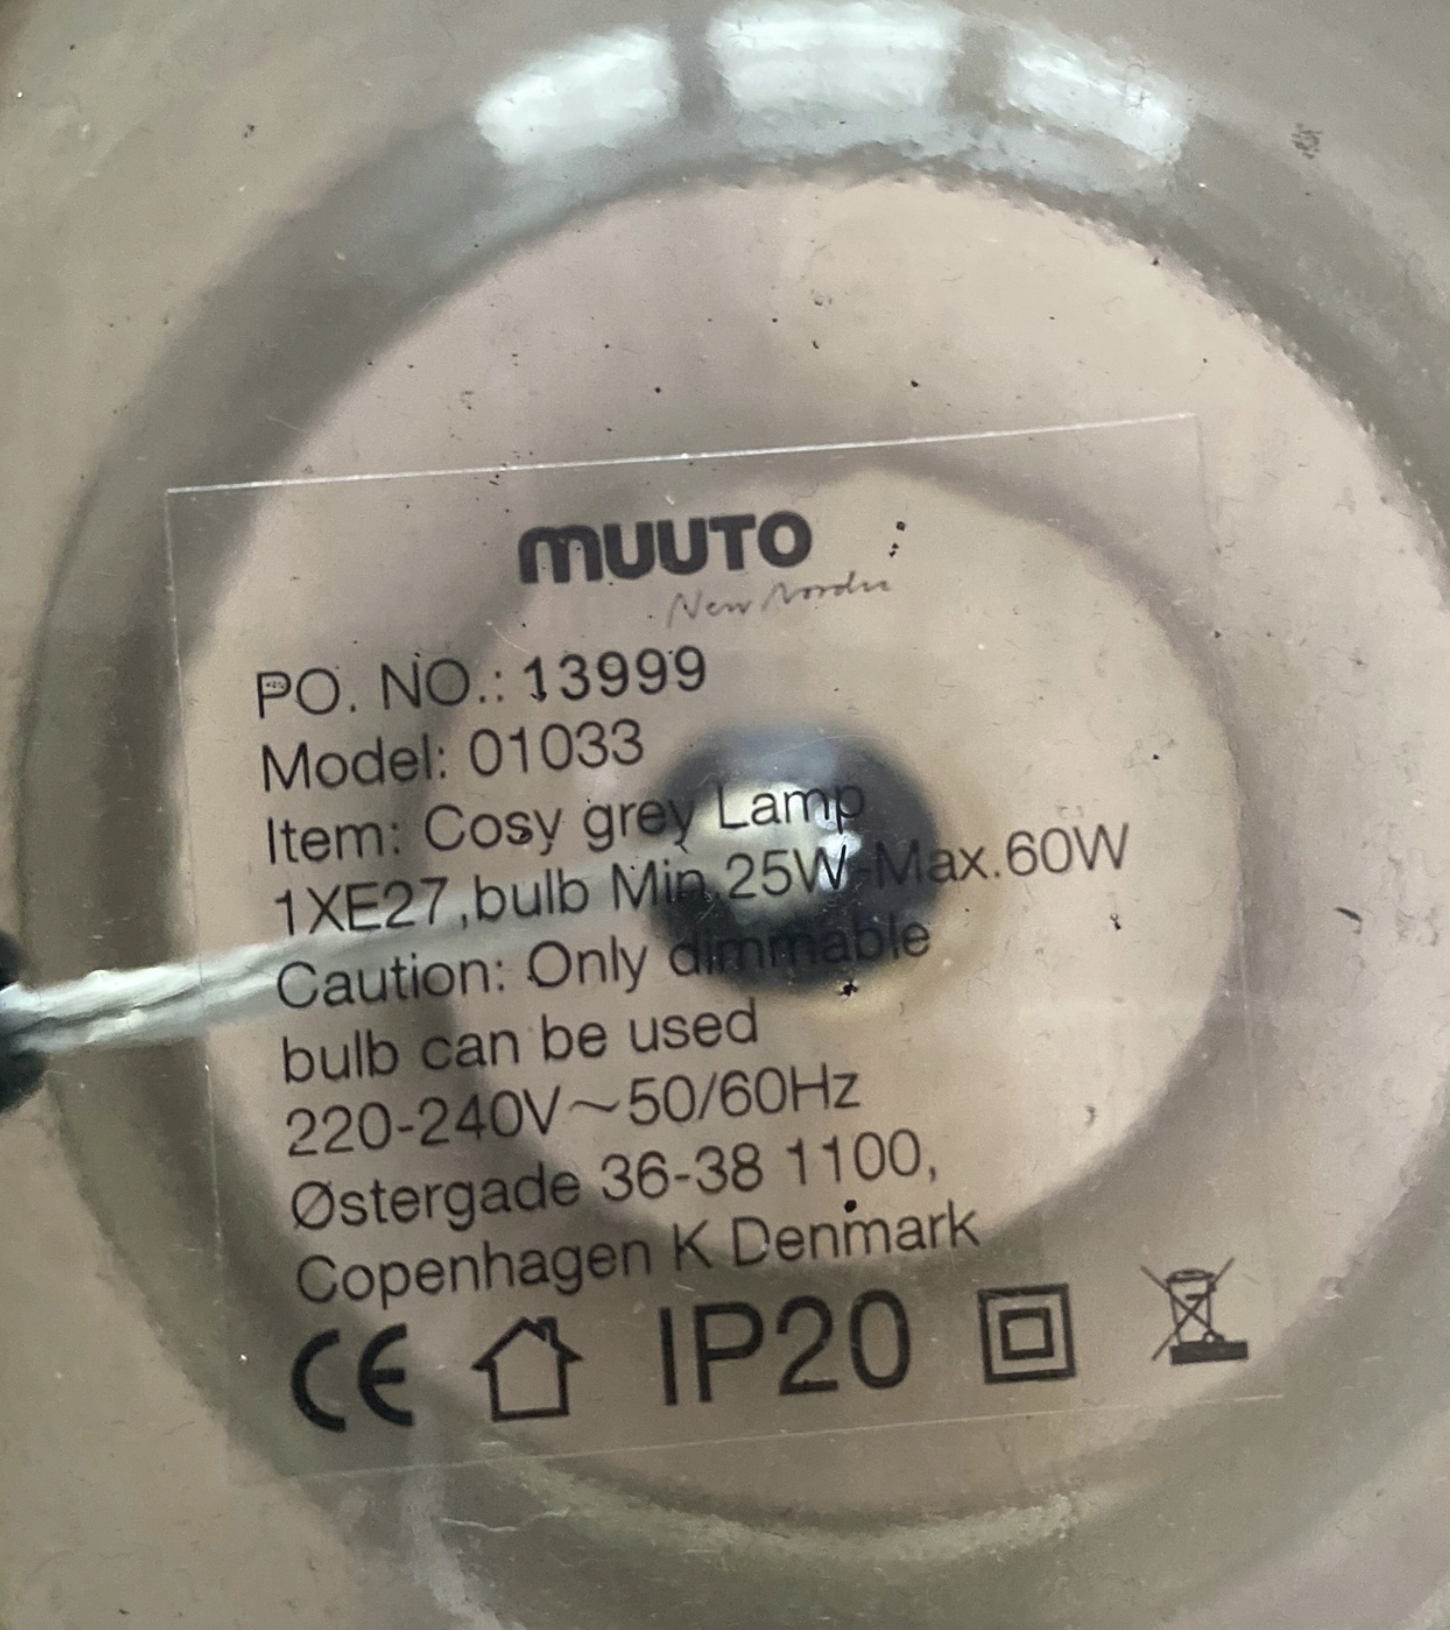 MUUTO
New Nordic
PO. NO.: 13999
Model: 01033
Item: Cosy grey Lamp
1XE27,bulb Min.25W-Max.60W
Caution: Only dimmable
bulb can be used
220-240V~50/60Hz
Østergade 36-38 1100,
Copenhagen K Denmark
CE IP20